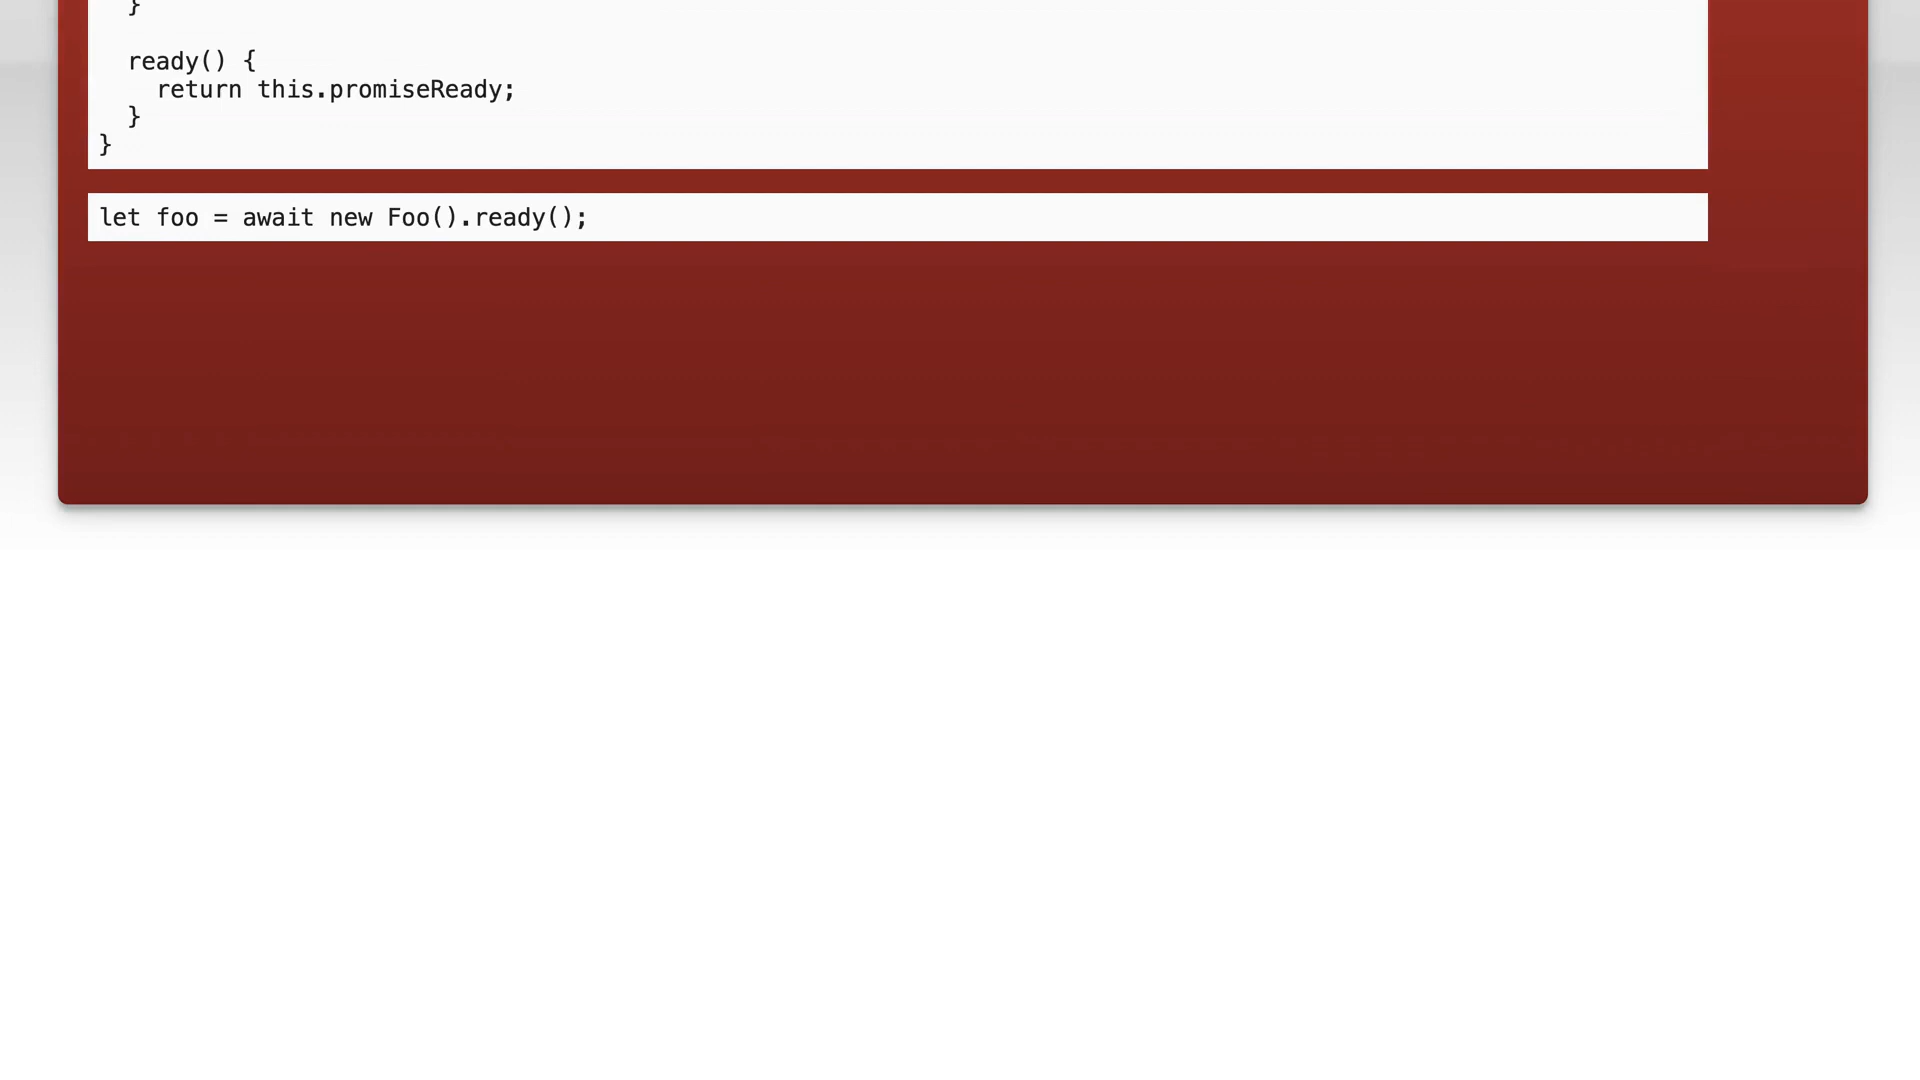 }
ready() {
return this.promiseReady;
}
}
let foo = await new Foo().ready();